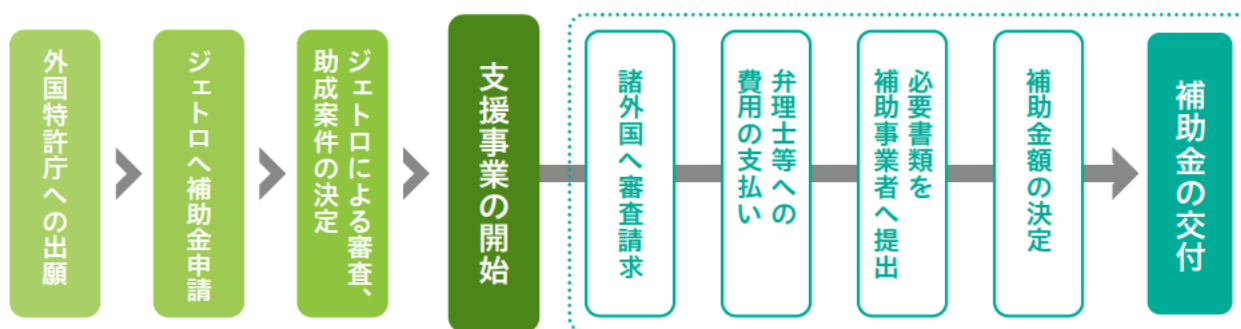 外国特許庁への出願
ジェトロへ補助金申請
ジェトロによる審査、
助成案件の決定
支援事業の開始
諸外国へ審査請求
弁理士等への
費用の支払い
必要書類を
補助事業者へ提出
補助金額の決定
補助金の交付